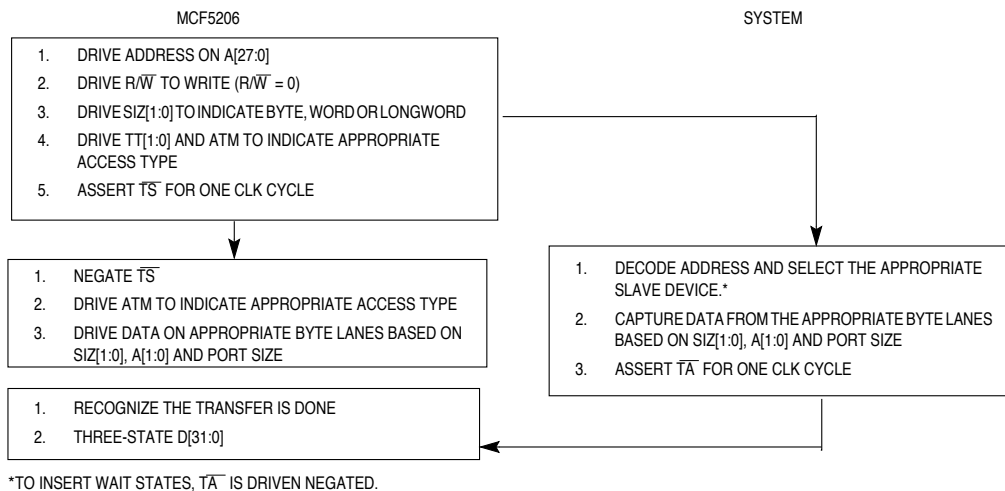 MCF5206
SYSTEM
1. DRIVE ADDRESS ON A[27:0]
2. DRIVE R/W̅ TO WRITE (R/W̅ = 0)
3. DRIVE SIZ[1:0] TO INDICATE BYTE, WORD OR LONGWORD
4. DRIVE TT[1:0] AND ATM TO INDICATE APPROPRIATE
ACCESS TYPE
5. ASSERT T̅S̅ FOR ONE CLK CYCLE
1. NEGATE T̅S̅
2. DRIVE ATM TO INDICATE APPROPRIATE ACCESS TYPE
3. DRIVE DATA ON APPROPRIATE BYTE LANES BASED ON
SIZ[1:0], A[1:0] AND PORT SIZE
1. DECODE ADDRESS AND SELECT THE APPROPRIATE
SLAVE DEVICE.*
2. CAPTURE DATA FROM THE APPROPRIATE BYTE LANES
BASED ON SIZ[1:0], A[1:0] AND PORT SIZE
3. ASSERT T̅A̅ FOR ONE CLK CYCLE
1. RECOGNIZE THE TRANSFER IS DONE
2. THREE-STATE D[31:0]
*TO INSERT WAIT STATES, T̅A̅ IS DRIVEN NEGATED.